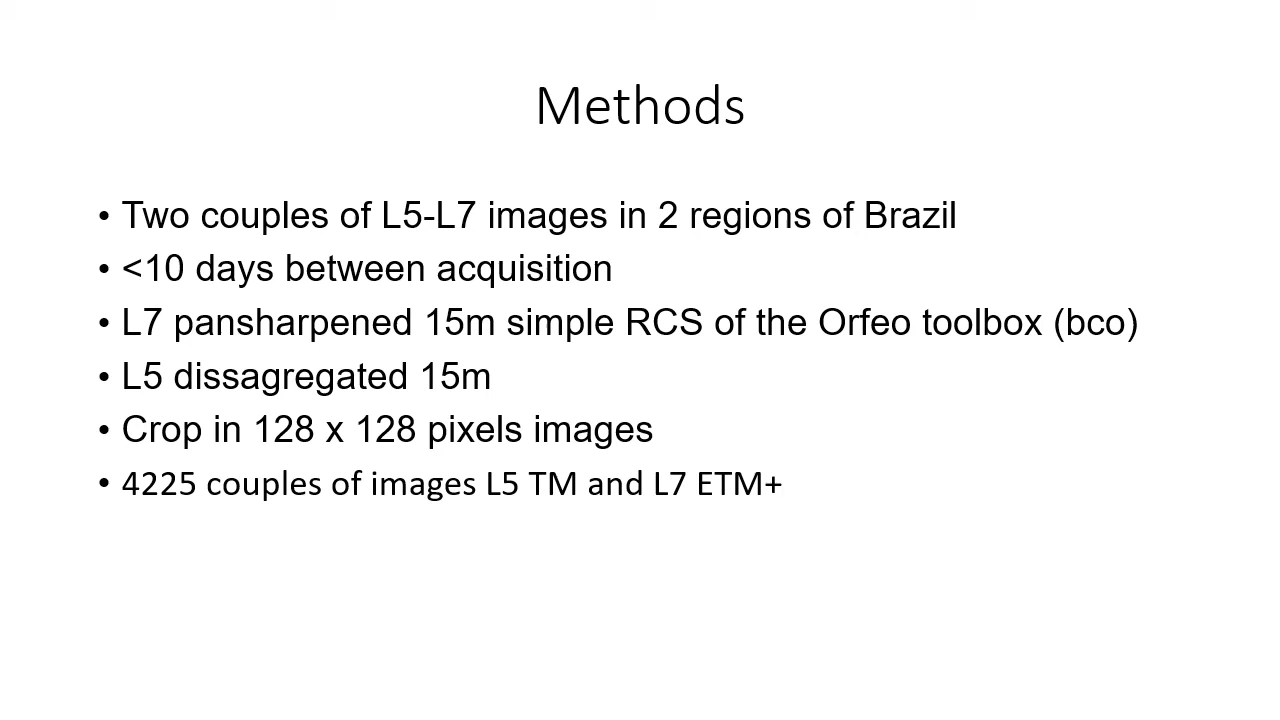 Methods
• Two couples of L5-L7 images in 2 regions of Brazil
• <10 days between acquisition
• L7 pansharpened 15m simple RCS of the Orfeo toolbox (bco)
• L5 dissagregated 15m
• Crop in 128 x 128 pixels images
• 4225 couples of images L5 TM and L7 ETM+